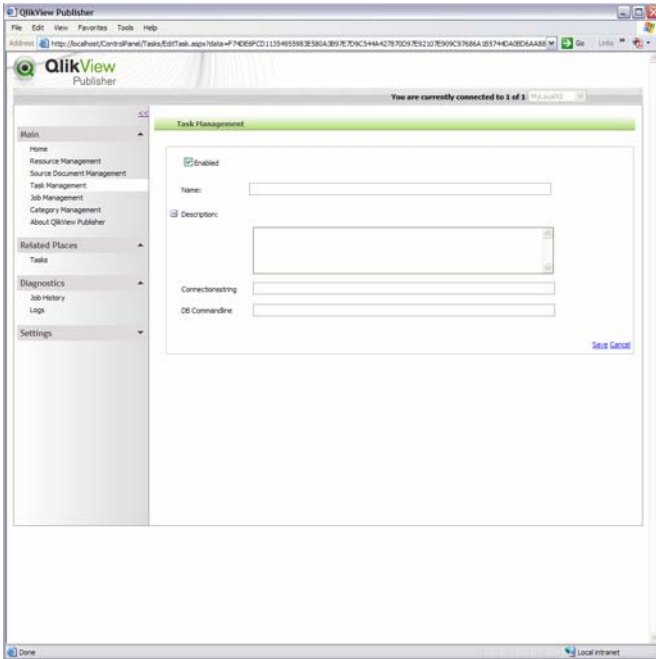 QlikView Publisher
File Edit View Favorites Tools Help
Address Go Links
QlikView
Publisher
You are currently connected to 1 of 1 MyLocalXS
<<
Task Management
Main
Home
Resource Management
Source Document Management
Task Management
Job Management
Category Management
About QlikView Publisher
Related Places
Tasks
Diagnostics
Job History
Logs
Settings
Enabled
Name:
Description:
Connectionsstring
DB Commandline
Save Cancel
Done Local intranet